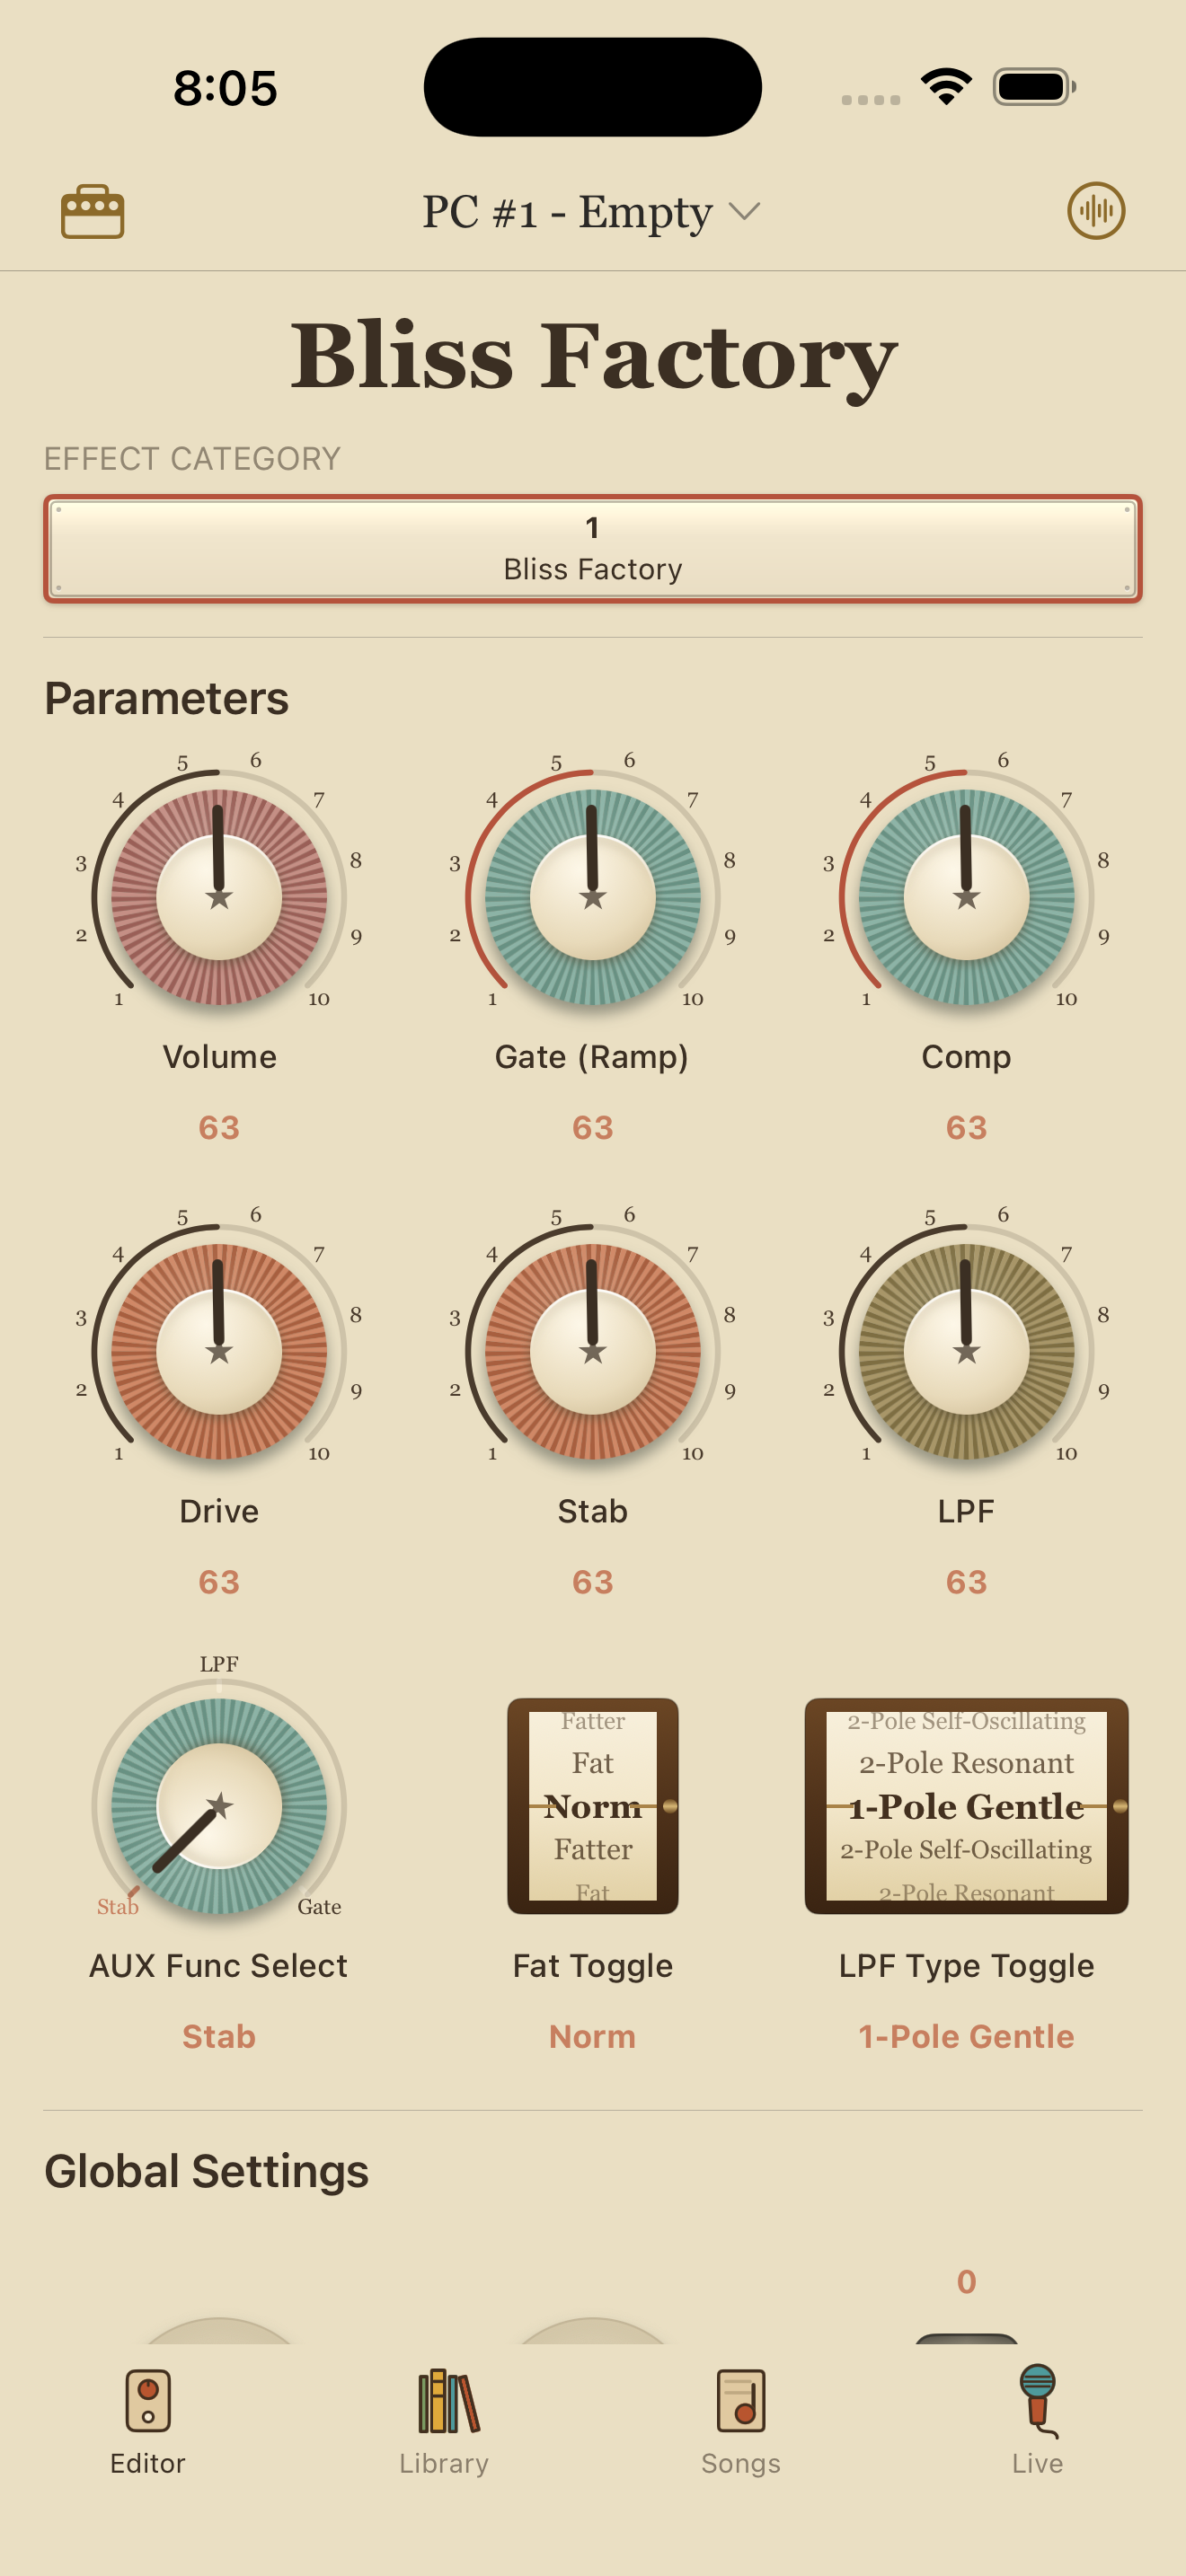 8:05
PC #1 - Empty
Bliss Factory
EFFECT CATEGORY
1
Bliss Factory
Parameters
1 2 3 4 5 6 7 8 9 10
1 2 3 4 5 6 7 8 9 10
1 2 3 4 5 6 7 8 9 10
Volume
Gate (Ramp)
Comp
63
63
63
1 2 3 4 5 6 7 8 9 10
1 2 3 4 5 6 7 8 9 10
1 2 3 4 5 6 7 8 9 10
Drive
Stab
LPF
63
63
63
LPF
Stab
Gate
Fatter
Fat
Norm
Fatter
Fat
2-Pole Self-Oscillating
2-Pole Resonant
1-Pole Gentle
2-Pole Self-Oscillating
2-Pole Resonant
AUX Func Select
Fat Toggle
LPF Type Toggle
Stab
Norm
1-Pole Gentle
Global Settings
0
Editor
Library
Songs
Live